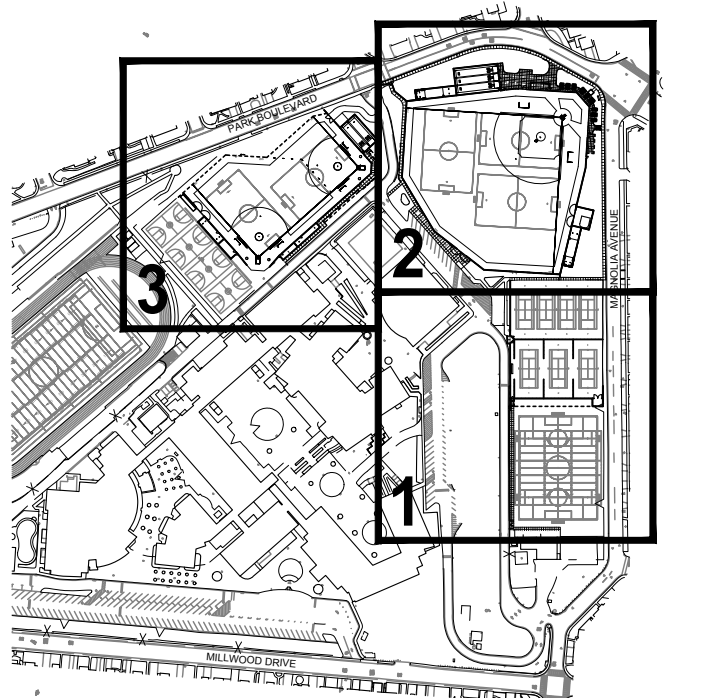 PARK BOULEVARD
2
MAGNOLIA AVENUE
3
1
MILLWOOD DRIVE